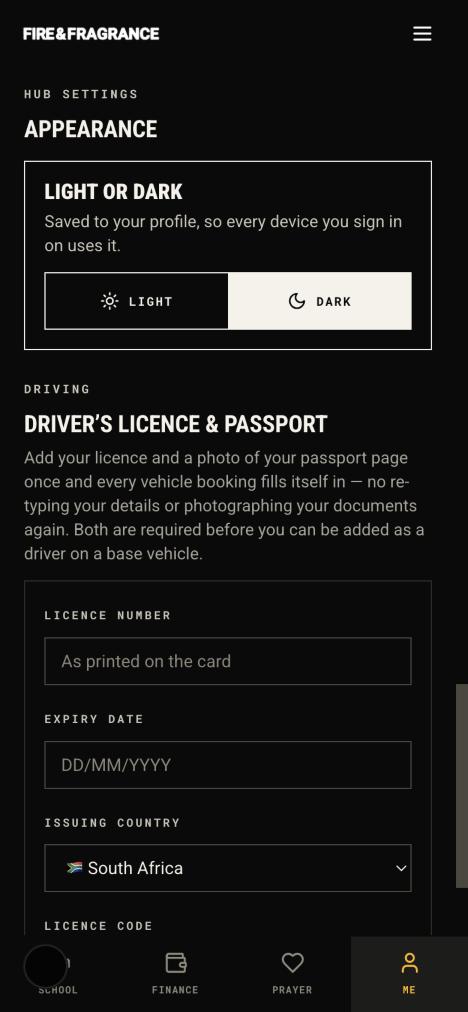 FIRE&FRAGRANCE
HUB SETTINGS
APPEARANCE
LIGHT OR DARK
Saved to your profile, so every device you sign in
on uses it.
LIGHT
DARK
DRIVING
DRIVER’S LICENCE & PASSPORT
Add your licence and a photo of your passport page
once and every vehicle booking fills itself in — no re-
typing your details or photographing your documents
again. Both are required before you can be added as a
driver on a base vehicle.
LICENCE NUMBER
As printed on the card
EXPIRY DATE
DD/MM/YYYY
ISSUING COUNTRY
South Africa
LICENCE CODE
SCHOOL
FINANCE
PRAYER
ME